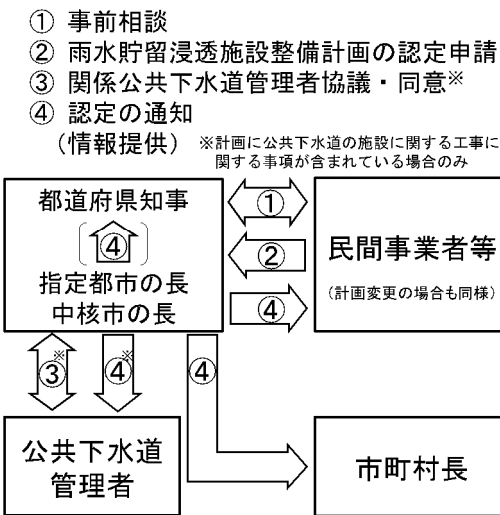 ① 事前相談
② 雨水貯留浸透施設整備計画の認定申請
③ 関係公共下水道管理者協議・同意※
④ 認定の通知
（情報提供） ※計画に公共下水道の施設に関する工事に
関する事項が含まれている場合のみ
都道府県知事
④
指定都市の長
中核市の長
①
②
④
民間事業者等
(計画変更の場合も同様)
③※
④※
④
公共下水道
管理者
市町村長